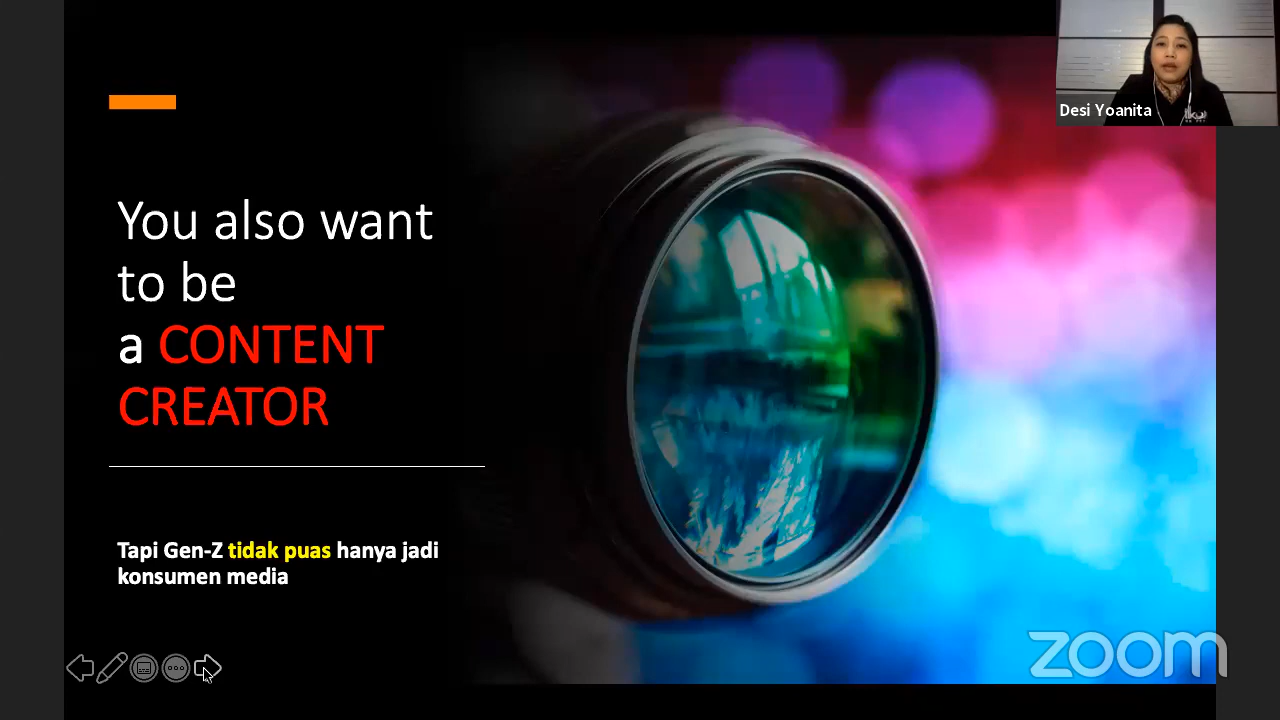 Desi Yoanita
You also want
to be
a CONTENT
CREATOR
Tapi Gen-Z tidak puas hanya jadi
konsumen media
zoom